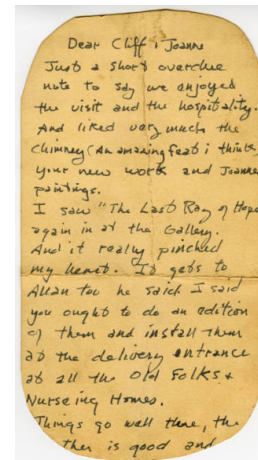 Dear Cliff & Joanne
Just a short overdue
note to say we enjoyed
the visit and the hospitality.
And liked very much the
chimney (An amazing feat i think)
your new work and Joanne
paintings.
I saw "The Last Ray of Hope
again in at the Gallery.
And it really pinched
my heart. It gets to
Allan too he said. I said
you ought to do an edition
of them and install them
at the delivery entrance
at all the Old Folks &
Nurseing Homes.
Things go well there, the
ther is good and